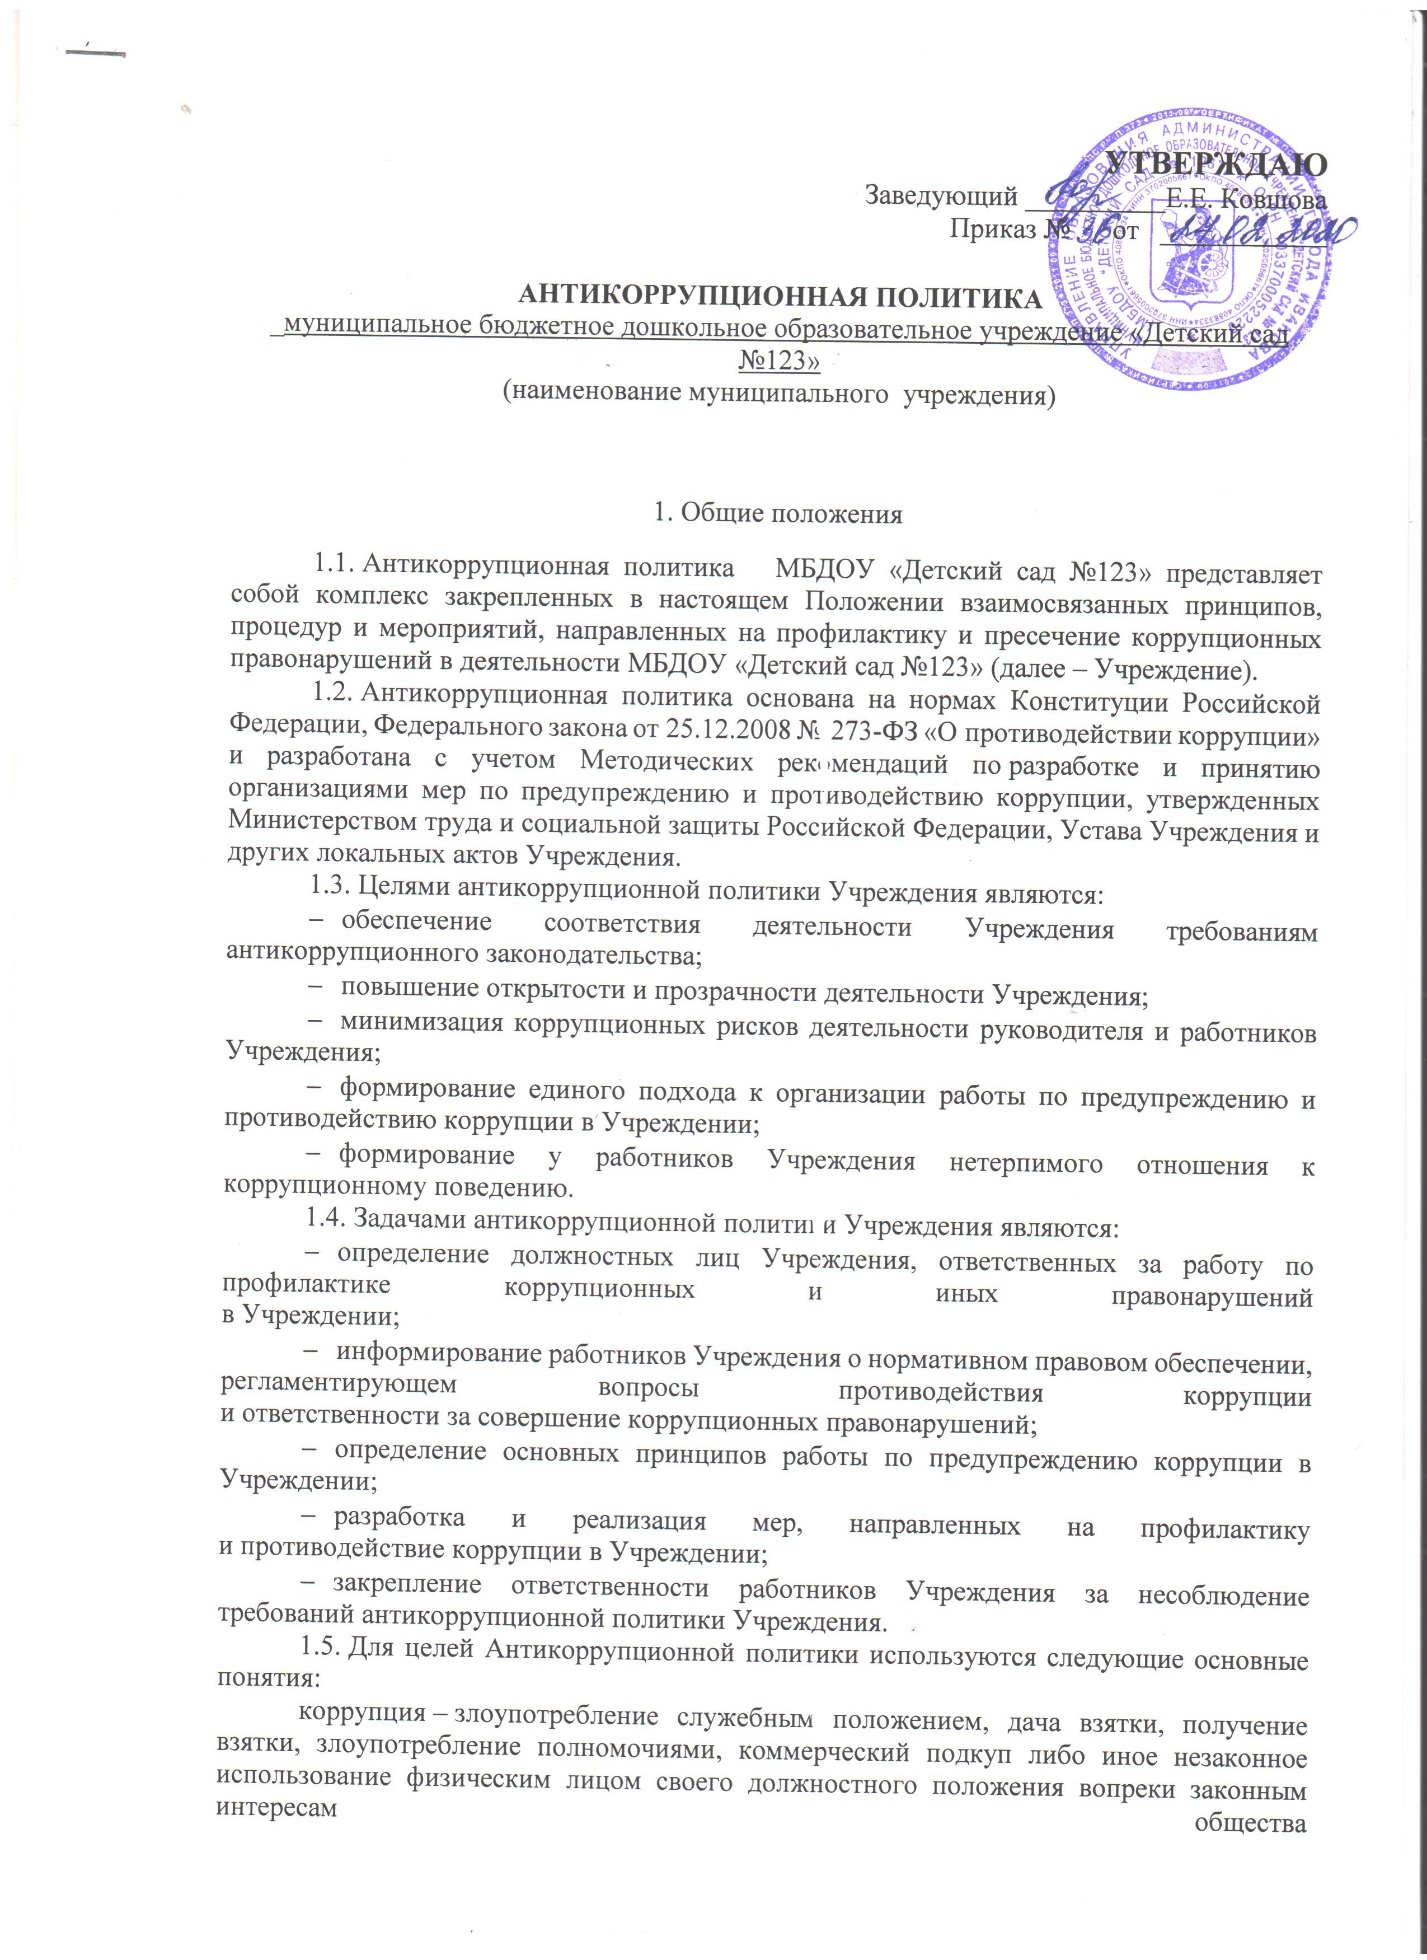 УТВЕРЖДАЮ
Заведующий Е.Е. Ковшова
Приказ № 36 от
АНТИКОРРУПЦИОННАЯ ПОЛИТИКА
муниципальное бюджетное дошкольное образовательное учреждение «Детский сад
№123»
(наименование муниципального учреждения)
1. Общие положения
1.1. Антикоррупционная политика МБДОУ «Детский сад №123» представляет
собой комплекс закрепленных в настоящем Положении взаимосвязанных принципов,
процедур и мероприятий, направленных на профилактику и пресечение коррупционных
правонарушений в деятельности МБДОУ «Детский сад №123» (далее – Учреждение).
1.2. Антикоррупционная политика основана на нормах Конституции Российской
Федерации, Федерального закона от 25.12.2008 № 273-ФЗ «О противодействии коррупции»
и разработана с учетом Методических рекомендаций по разработке и принятию
организациями мер по предупреждению и противодействию коррупции, утвержденных
Министерством труда и социальной защиты Российской Федерации, Устава Учреждения и
других локальных актов Учреждения.
1.3. Целями антикоррупционной политики Учреждения являются:
– обеспечение соответствия деятельности Учреждения требованиям
антикоррупционного законодательства;
– повышение открытости и прозрачности деятельности Учреждения;
– минимизация коррупционных рисков деятельности руководителя и работников
Учреждения;
– формирование единого подхода к организации работы по предупреждению и
противодействию коррупции в Учреждении;
– формирование у работников Учреждения нетерпимого отношения к
коррупционному поведению.
1.4. Задачами антикоррупционной политики Учреждения являются:
– определение должностных лиц Учреждения, ответственных за работу по
профилактике коррупционных и иных правонарушений
в Учреждении;
– информирование работников Учреждения о нормативном правовом обеспечении,
регламентирующем вопросы противодействия коррупции
и ответственности за совершение коррупционных правонарушений;
– определение основных принципов работы по предупреждению коррупции в
Учреждении;
– разработка и реализация мер, направленных на профилактику
и противодействие коррупции в Учреждении;
– закрепление ответственности работников Учреждения за несоблюдение
требований антикоррупционной политики Учреждения.
1.5. Для целей Антикоррупционной политики используются следующие основные
понятия:
коррупция – злоупотребление служебным положением, дача взятки, получение
взятки, злоупотребление полномочиями, коммерческий подкуп либо иное незаконное
использование физическим лицом своего должностного положения вопреки законным
интересам общества